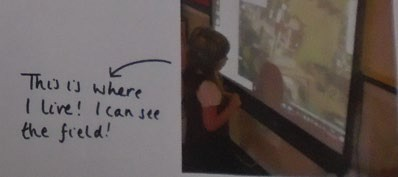 This is where
I live! I can see
the field!